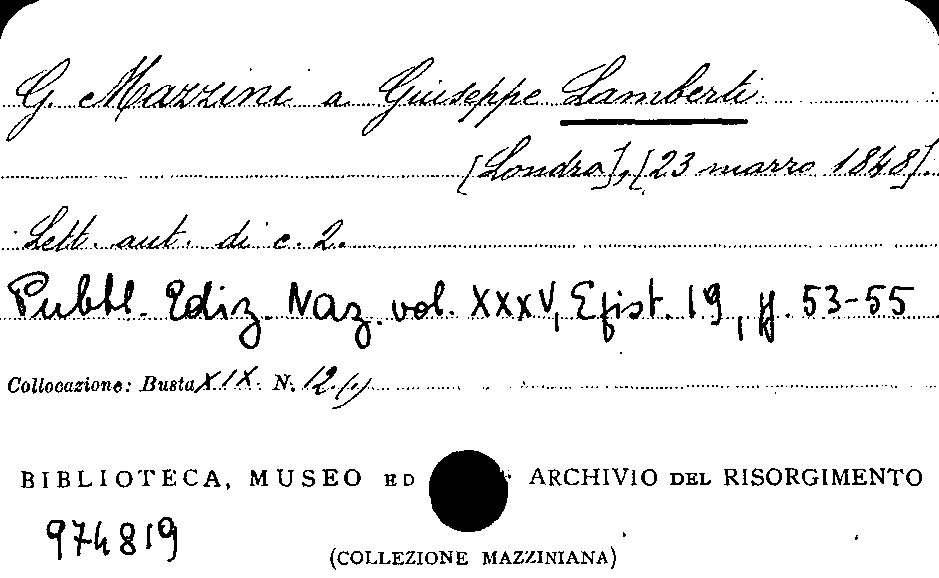 G. Mazzini a Giuseppe Lamberti
[Londra], [23 marzo 1848].
Lett. aut. di c. 2.
Pubbl. Ediz. Naz. vol. XXXV, Epist. 19, pp. 53-55
Collocazione: Busta XIX. N. 12.(1)
BIBLIOTECA, MUSEO ED ARCHIVIO DEL RISORGIMENTO
974819
(COLLEZIONE MAZZINIANA)